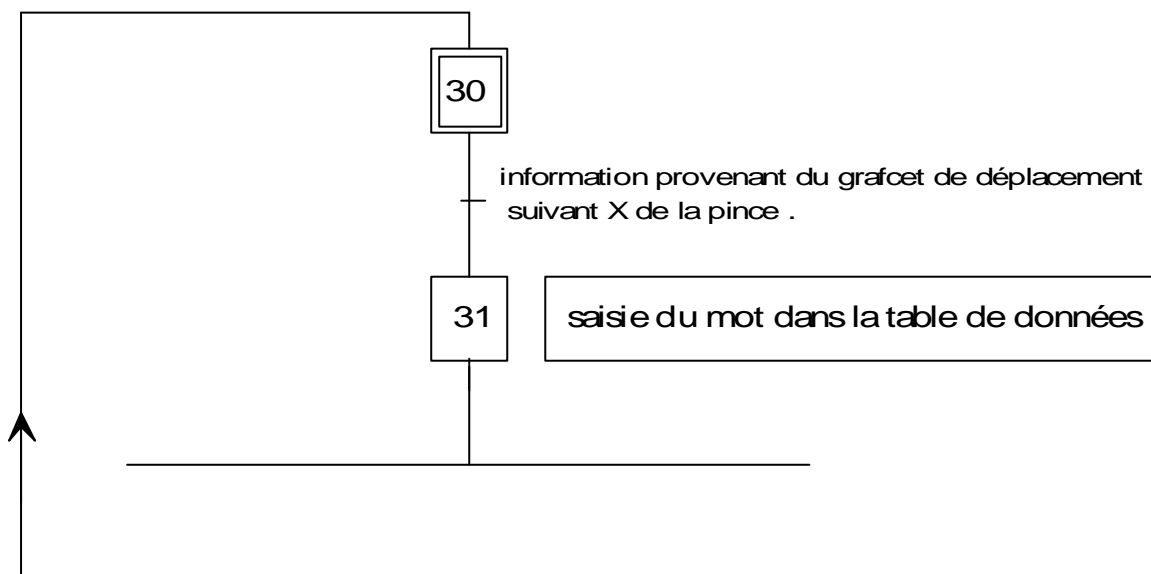 30
information provenant du grafcet de déplacement
suivant X de la pince .
31
saisie du mot dans la table de données